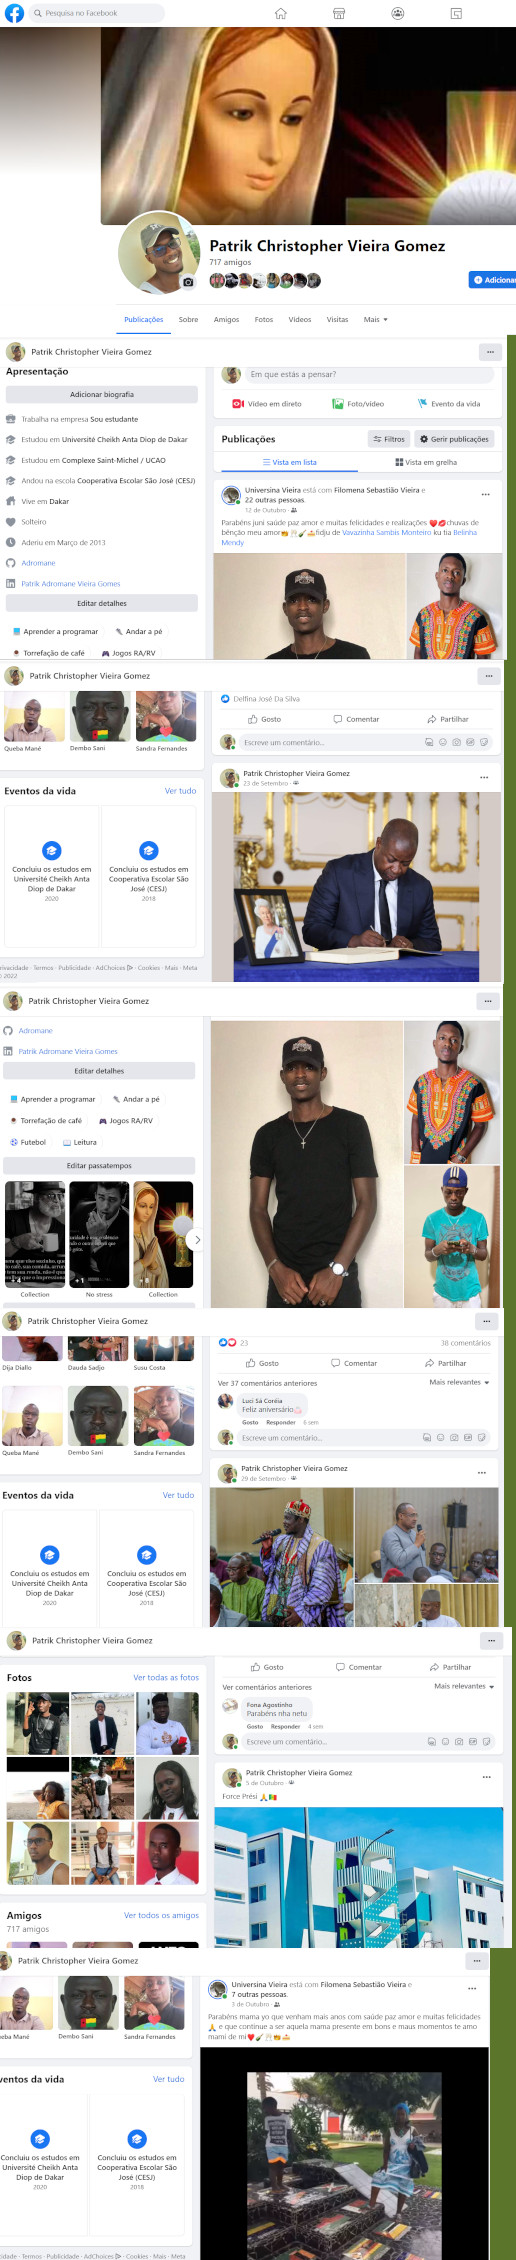 Pesquisa no Facebook
Patrik Christopher Vieira Gomez
717 amigos
Adicionar
Publicações Sobre Amigos Fotos Vídeos Visitas Mais
Patrik Christopher Vieira Gomez
Apresentação
Adicionar biografia
Trabalha na empresa Sou estudante
Estudou em Université Cheikh Anta Diop de Dakar
Estudou em Complexe Saint-Michel / UCAO
Andou na escola Cooperativa Escolar São José (CESJ)
Vive em Dakar
Solteiro
Aderiu em Março de 2013
Adromane
Patrik Adromane Vieira Gomes
Editar detalhes
Aprender a programar Andar a pé
Torrefação de café Jogos RA/RV
Em que estás a pensar?
Vídeo em direto Foto/vídeo Evento da vida
Publicações Filtros Gerir publicações
Vista em lista Vista em grelha
Universina Vieira está com Filomena Sebastião Vieira e
22 outras pessoas.
12 de Outubro ·
Parabéns juni saúde paz amor e muitas felicidades e realizações ❤️💋chuvas de
bênção meu amor fidju de Vavazinha Sambis Monteiro ku tia Belinha
Mendy
Patrik Christopher Vieira Gomez
Queba Mané Dembo Sani Sandra Fernandes
Eventos da vida Ver tudo
Concluiu os estudos em
Université Cheikh Anta
Diop de Dakar
2020
Concluiu os estudos em
Cooperativa Escolar São
José (CESJ)
2018
rivacidade · Termos · Publicidade · AdChoices · Cookies · Mais · Meta
2022
Delfina José Da Silva
Gosto Comentar Partilhar
Escreve um comentário...
Patrik Christopher Vieira Gomez
23 de Setembro ·
Patrik Christopher Vieira Gomez
Adromane
Patrik Adromane Vieira Gomes
Editar detalhes
Aprender a programar Andar a pé
Torrefação de café Jogos RA/RV
Futebol Leitura
Editar passatempos
+4 +1 +8
Collection No stress Collection
Patrik Christopher Vieira Gomez
Dija Diallo Dauda Sadjo Susu Costa
Queba Mané Dembo Sani Sandra Fernandes
Eventos da vida Ver tudo
Concluiu os estudos em
Université Cheikh Anta
Diop de Dakar
2020
Concluiu os estudos em
Cooperativa Escolar São
José (CESJ)
2018
23 38 comentários
Gosto Comentar Partilhar
Ver 37 comentários anteriores Mais relevantes
Luci Sá Corréia
Feliz aniversário
Gosto Responder 6 sem
Escreve um comentário...
Patrik Christopher Vieira Gomez
29 de Setembro ·
Patrik Christopher Vieira Gomez
Fotos Ver todas as fotos
Amigos Ver todos os amigos
717 amigos
Gosto Comentar Partilhar
Ver comentários anteriores Mais relevantes
Fona Agostinho
Parabéns nha netu
Gosto Responder 4 sem
Escreve um comentário...
Patrik Christopher Vieira Gomez
5 de Outubro ·
Force Prési 🙏🇸🇳
Patrik Christopher Vieira Gomez
eba Mané Dembo Sani Sandra Fernandes
ventos da vida Ver tudo
Concluiu os estudos em
Université Cheikh Anta
Diop de Dakar
2020
Concluiu os estudos em
Cooperativa Escolar São
José (CESJ)
2018
cidade · Termos · Publicidade · AdChoices · Cookies · Mais · Meta
Universina Vieira está com Filomena Sebastião Vieira e
7 outras pessoas.
3 de Outubro ·
Parabéns mama yo que venham mais anos com saúde paz amor e muitas felicidades
🙏 e que continue a ser aquela mama presente em bons e maus momentos te amo
mami de mi❤️